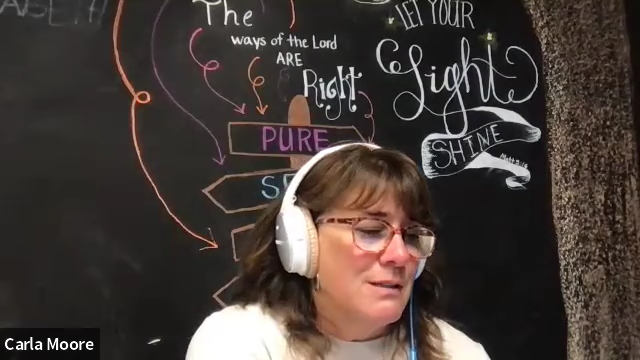 The
ways of the Lord
ARE
Right
PURE
LET YOUR
Light
SHINE
Carla Moore